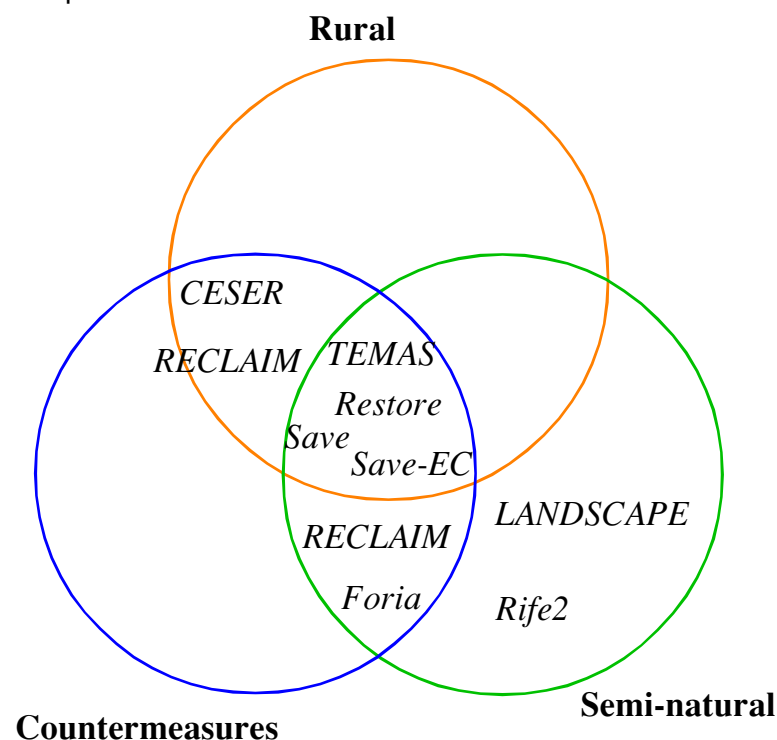 Rural
CESER
RECLAIM
TEMAS
Restore
Save
Save-EC
LANDSCAPE
RECLAIM
Foria
Rife2
Semi-natural
Countermeasures